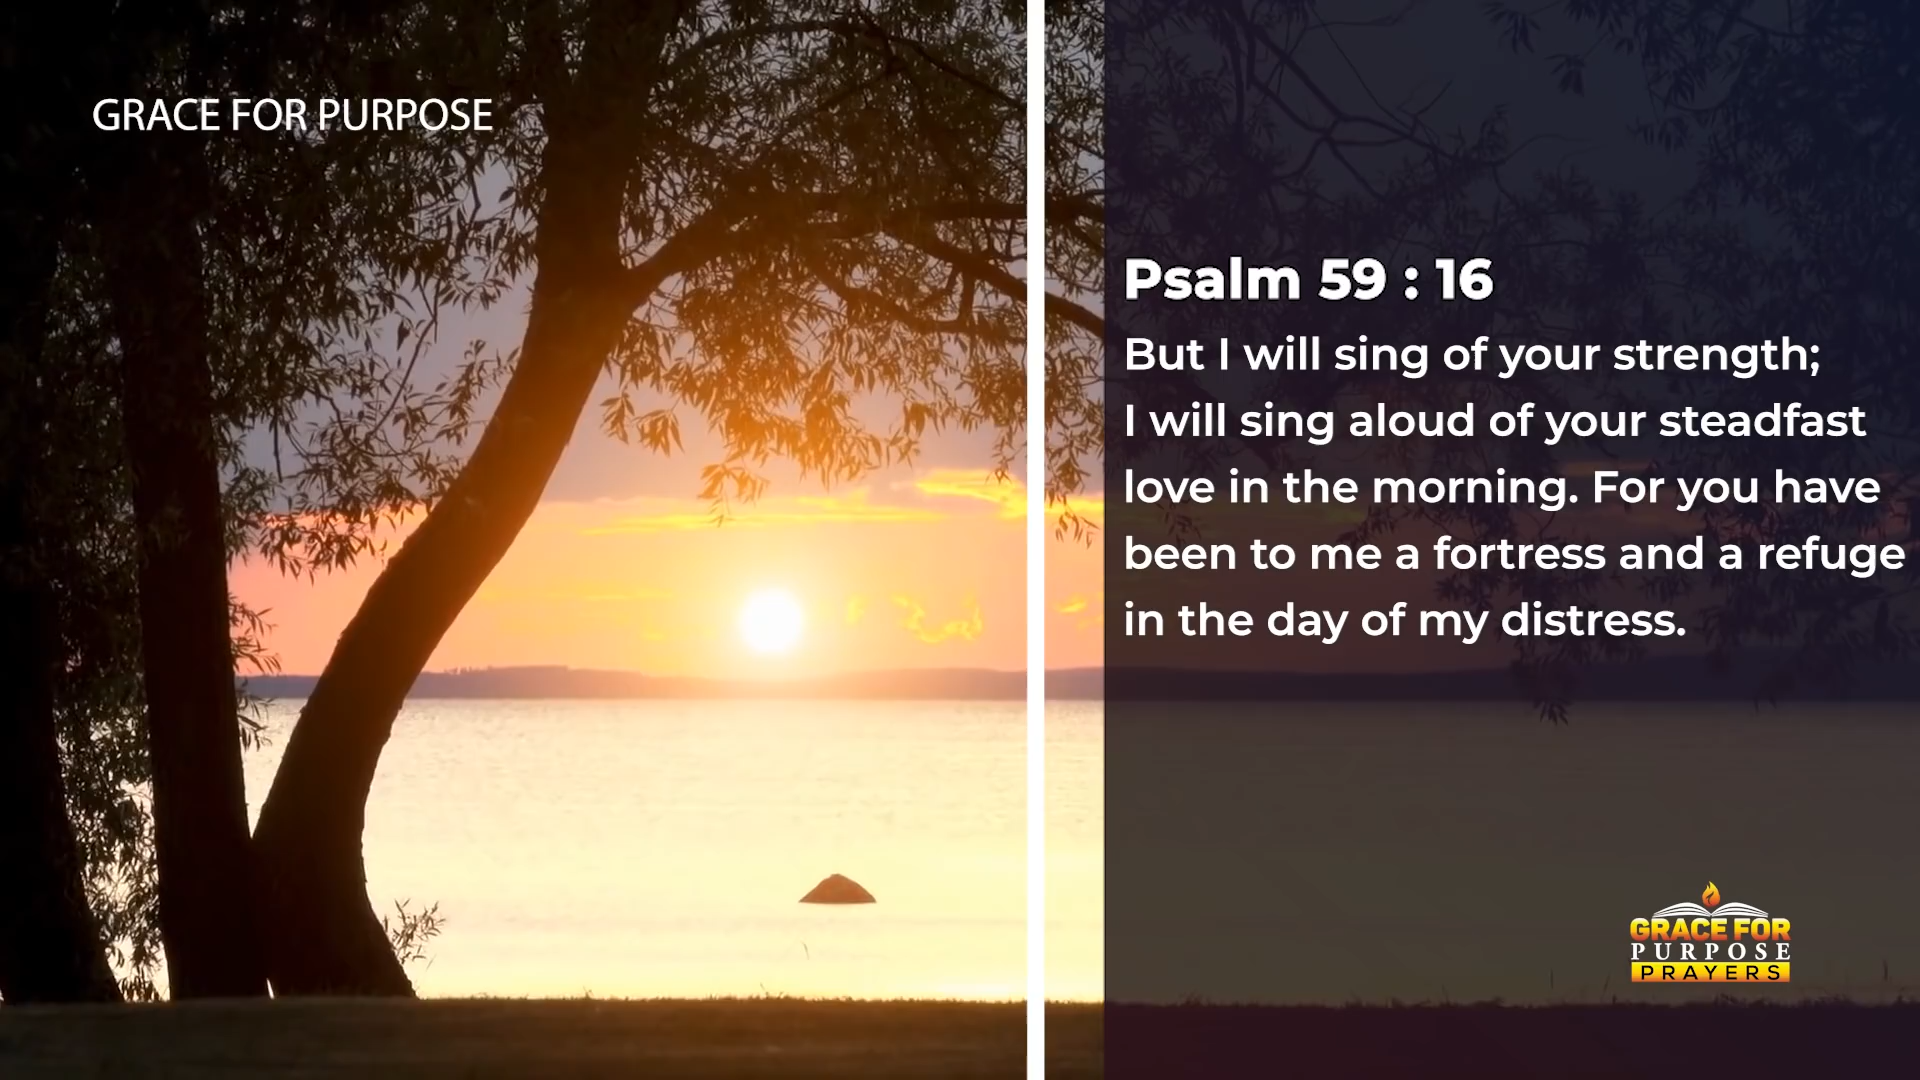 GRACE FOR PURPOSE
Psalm 59 : 16
But I will sing of your strength;
I will sing aloud of your steadfast
love in the morning. For you have
been to me a fortress and a refuge
in the day of my distress.
GRACE FOR
PURPOSE
PRAYERS